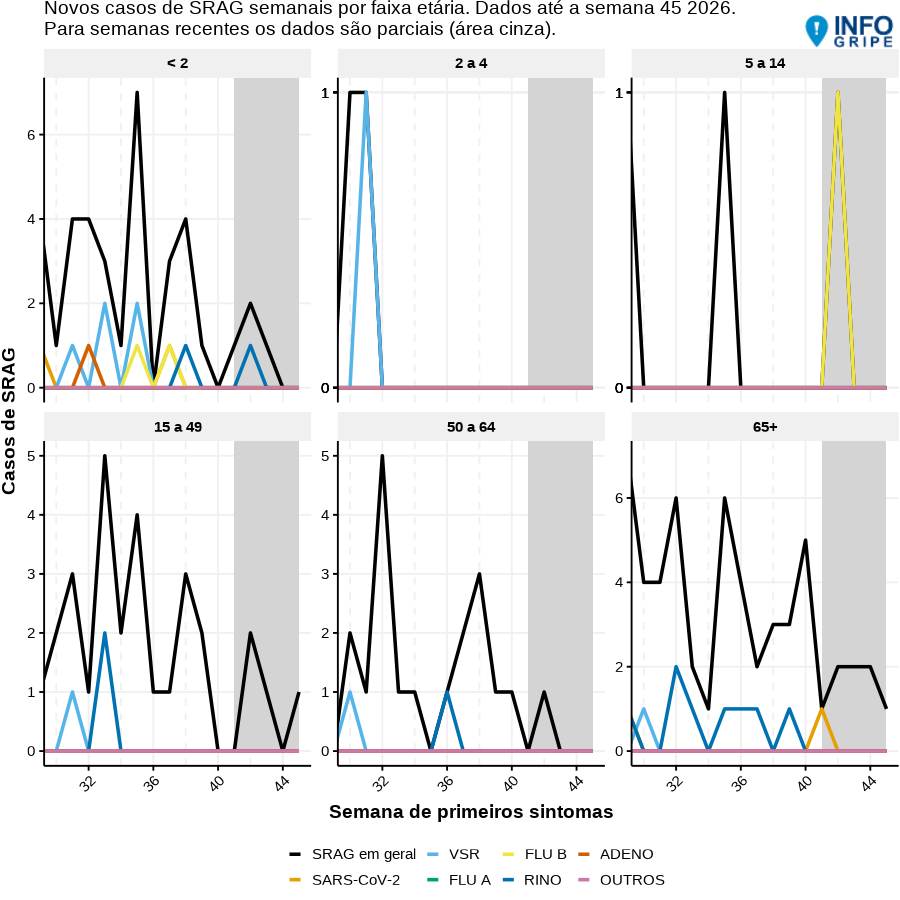 Novos casos de SRAG semanais por faixa etária. Dados até a semana 45 2026.
Para semanas recentes os dados são parciais (área cinza).
INFO
GRIPE
< 2
2 a 4
5 a 14
6
4
2
0
1
0
1
0
Casos de SRAG
15 a 49
50 a 64
65+
5
4
3
2
1
0
5
4
3
2
1
0
6
4
2
0
32
36
40
44
32
36
40
44
32
36
40
44
Semana de primeiros sintomas
SRAG em geral
VSR
FLU B
ADENO
SARS-CoV-2
FLU A
RINO
OUTROS